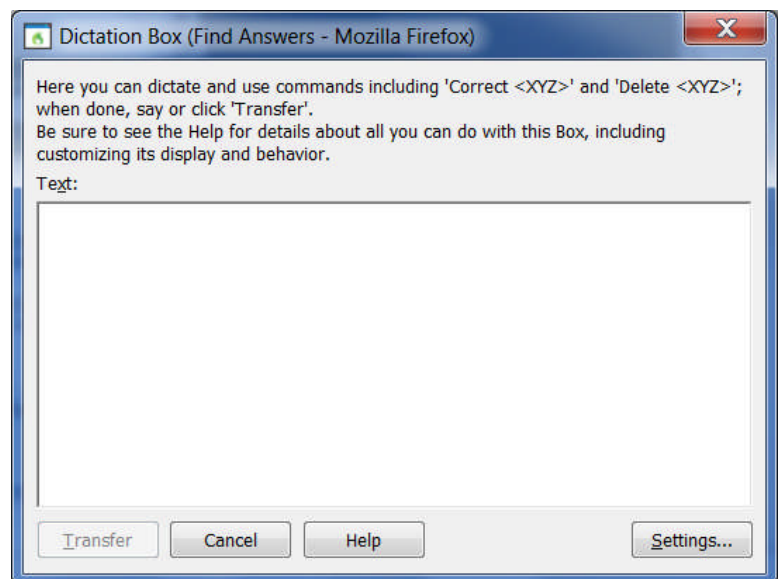 Dictation Box (Find Answers - Mozilla Firefox)
X
Here you can dictate and use commands including 'Correct <XYZ>' and 'Delete <XYZ>';
when done, say or click 'Transfer'.
Be sure to see the Help for details about all you can do with this Box, including
customizing its display and behavior.
Text:
Transfer Cancel Help Settings...